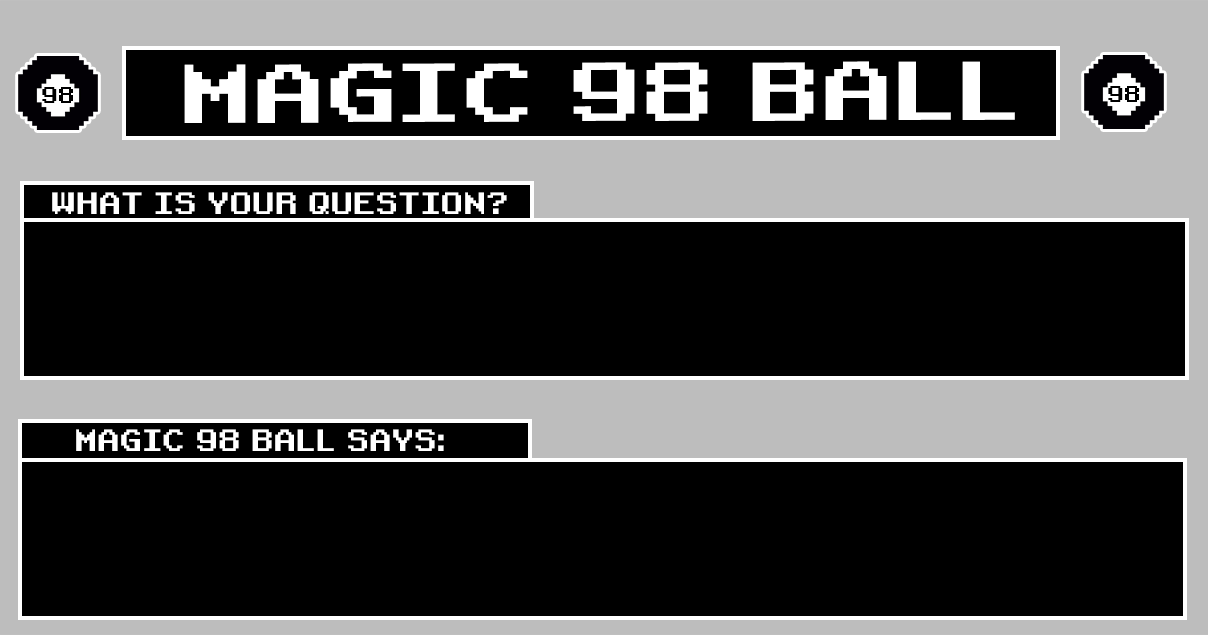 98
MAGIC 98 BALL
98
WHAT IS YOUR QUESTION?
MAGIC 98 BALL SAYS: